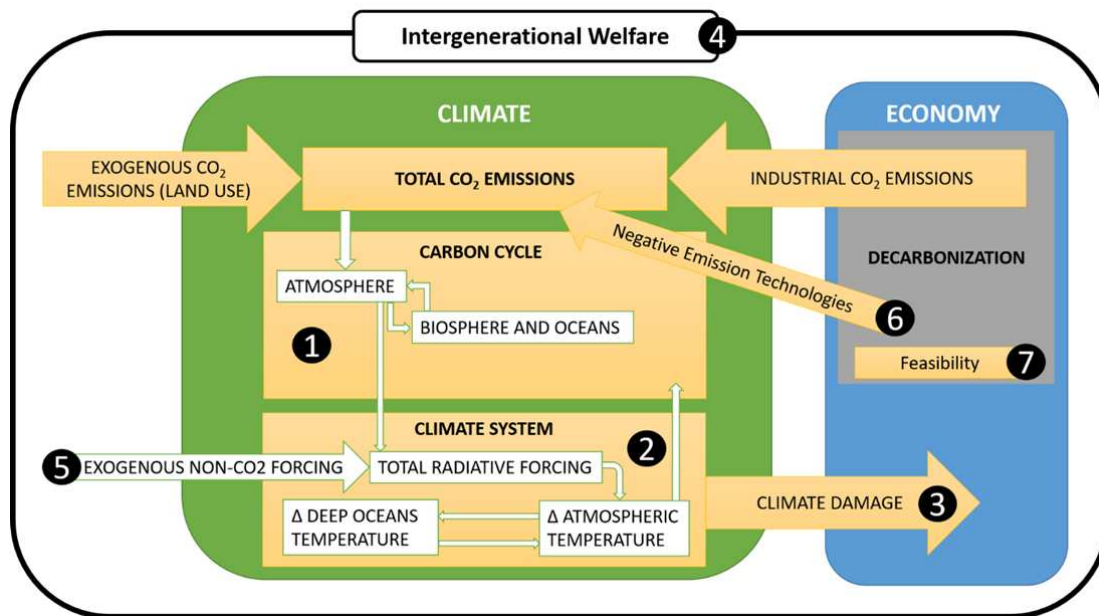 Intergenerational Welfare 4
CLIMATE
ECONOMY
EXOGENOUS CO₂
EMISSIONS (LAND USE)
TOTAL CO₂ EMISSIONS
INDUSTRIAL CO₂ EMISSIONS
Negative Emission Technologies
6
DECARBONIZATION
Feasibility 7
CARBON CYCLE
ATMOSPHERE
BIOSPHERE AND OCEANS
1
CLIMATE SYSTEM
2
5 EXOGENOUS NON-CO2 FORCING
TOTAL RADIATIVE FORCING
Δ DEEP OCEANS
TEMPERATURE
Δ ATMOSPHERIC
TEMPERATURE
CLIMATE DAMAGE 3